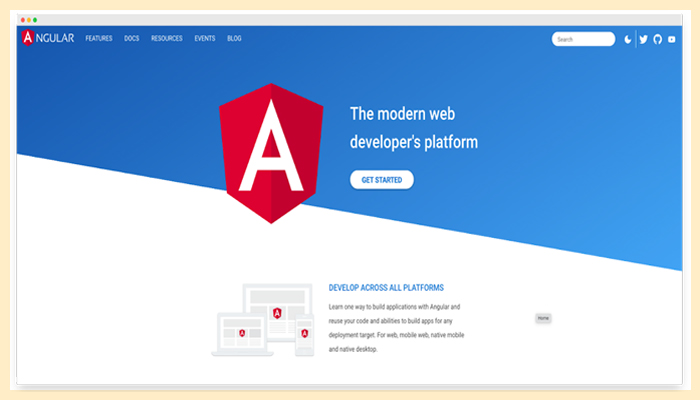 ANGULAR FEATURES DOCS RESOURCES EVENTS BLOG Search
The modern web
developer's platform
GET STARTED
DEVELOP ACROSS ALL PLATFORMS
Learn one way to build applications with Angular and
reuse your code and abilities to build apps for any
deployment target. For web, mobile web, native mobile
and native desktop.
Home